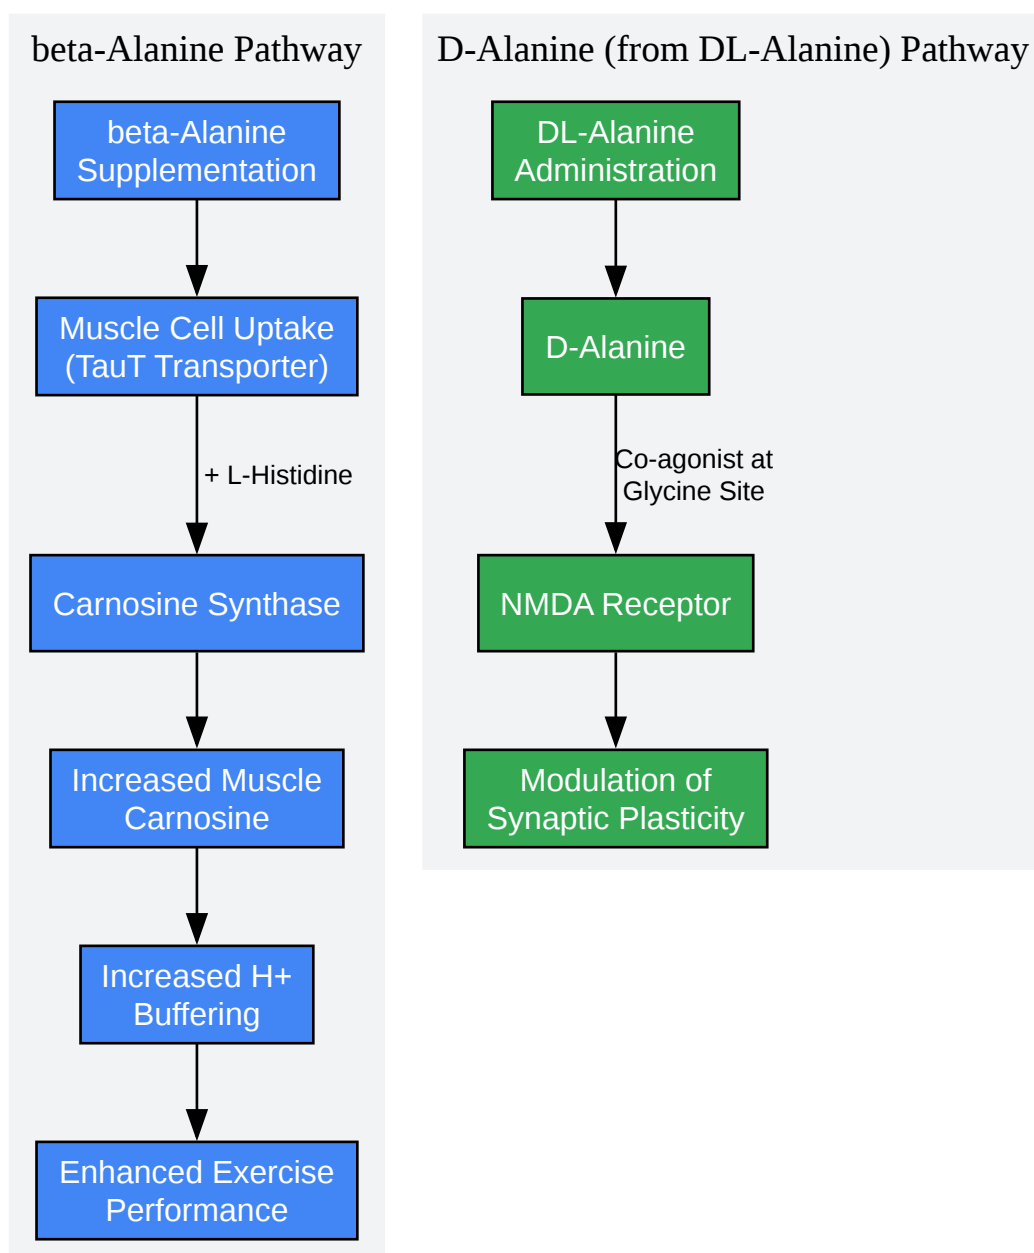 beta-Alanine Pathway
beta-Alanine
Supplementation
Muscle Cell Uptake
(TauT Transporter)
+ L-Histidine
Carnosine Synthase
Increased Muscle
Carnosine
Increased H+
Buffering
Enhanced Exercise
Performance
D-Alanine (from DL-Alanine) Pathway
DL-Alanine
Administration
D-Alanine
Co-agonist at
Glycine Site
NMDA Receptor
Modulation of
Synaptic Plasticity